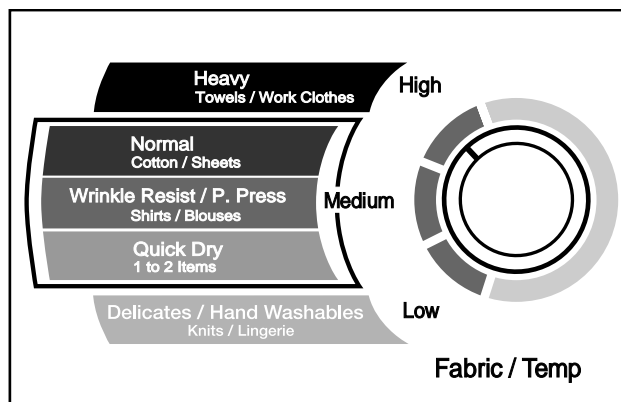 Heavy
Towels / Work Clothes
High
Normal
Cotton / Sheets
Wrinkle Resist / P. Press
Shirts / Blouses
Medium
Quick Dry
1 to 2 Items
Delicates / Hand Washables
Knits / Lingerie
Low
Fabric / Temp